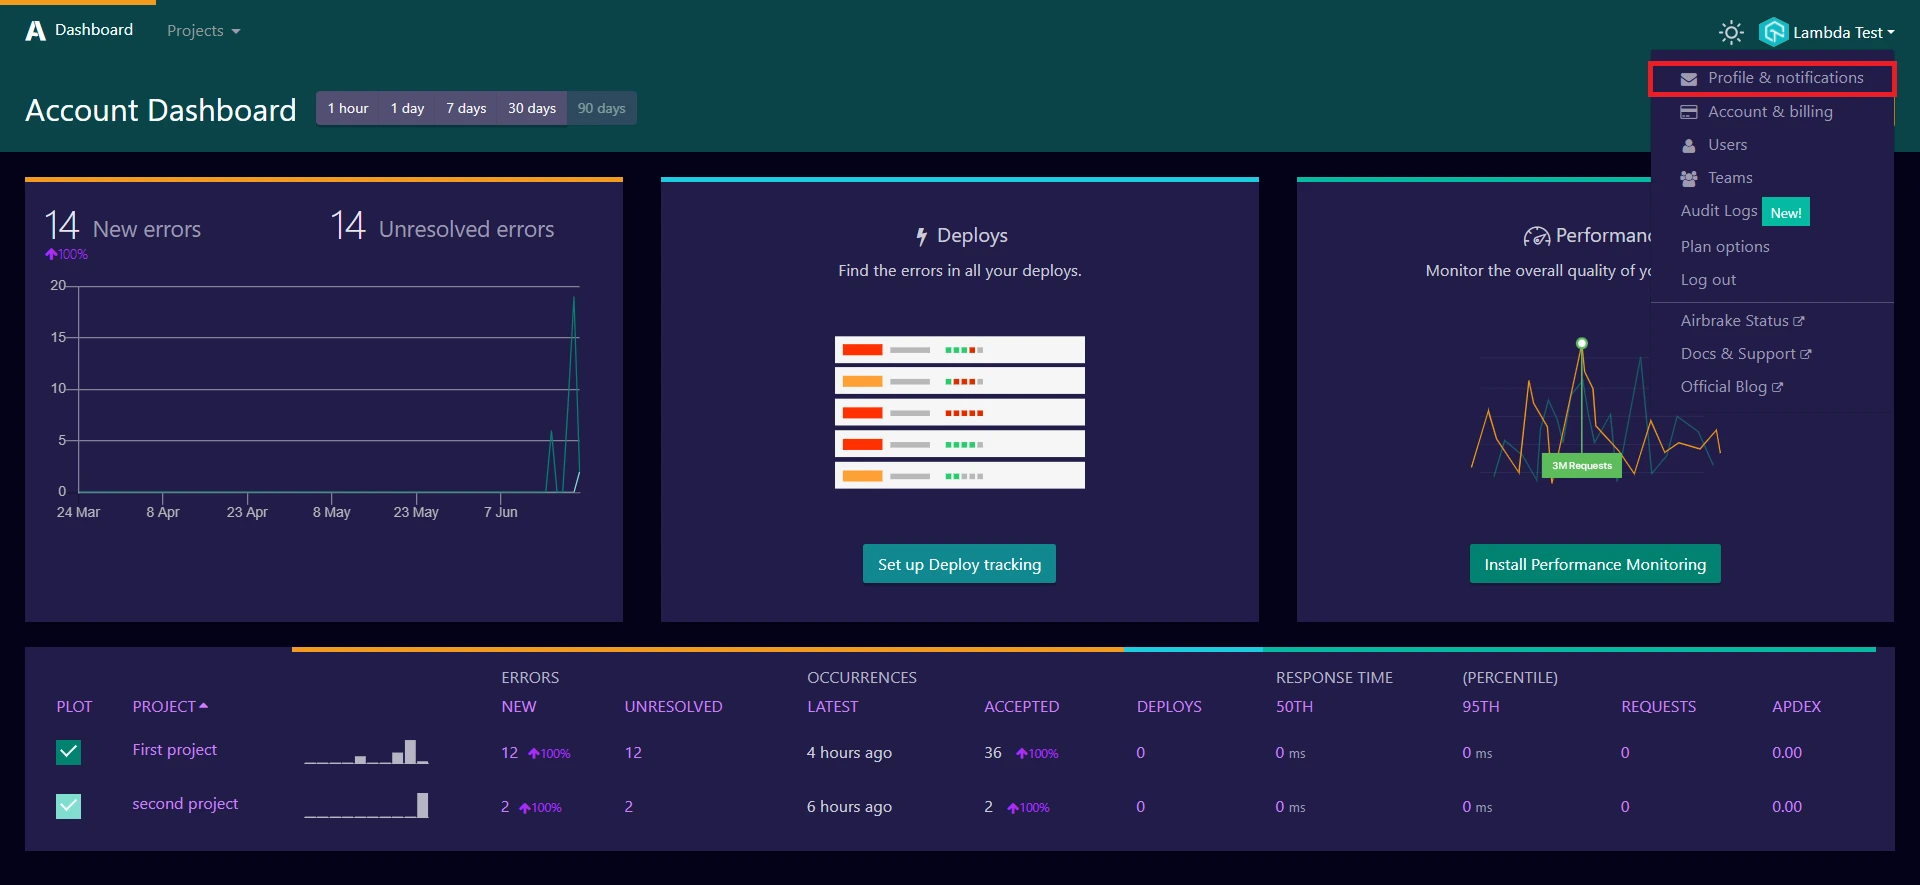 Dashboard
Projects
Lambda Test
Account Dashboard
1 hour
1 day
7 days
30 days
90 days
Profile & notifications
Account & billing
Users
Teams
Audit Logs New!
Plan options
Log out
Airbrake Status
Docs & Support
Official Blog
14 New errors
100%
14 Unresolved errors
20
15
10
5
0
24 Mar
8 Apr
23 Apr
8 May
23 May
7 Jun
Deploys
Find the errors in all your deploys.
Set up Deploy tracking
Monitor the overall quality of
3M Requests
Install Performance Monitoring
ERRORS
OCCURRENCES
RESPONSE TIME
(PERCENTILE)
PLOT
PROJECT
NEW
UNRESOLVED
LATEST
ACCEPTED
DEPLOYS
50TH
95TH
REQUESTS
APDEX
First project
12 100%
12
4 hours ago
36 100%
0
0 ms
0 ms
0
0.00
second project
2 100%
2
6 hours ago
2 100%
0
0 ms
0 ms
0
0.00